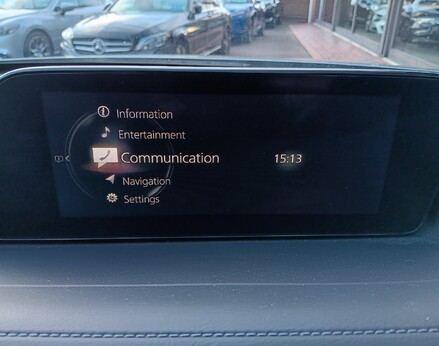 Information
Entertainment
Communication 15:13
Navigation
Settings